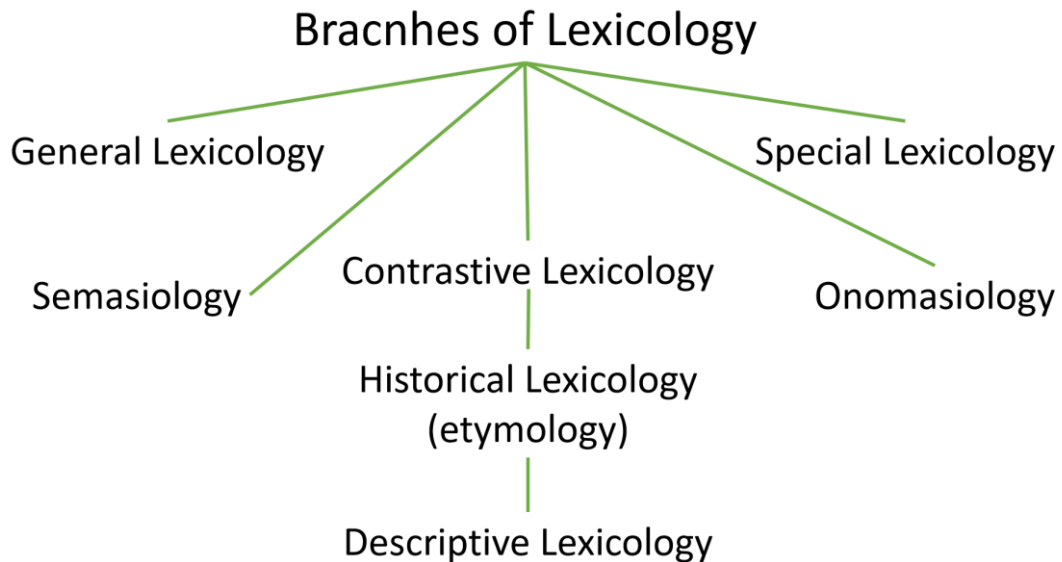 Bracnhes of Lexicology
General Lexicology
Special Lexicology
Semasiology
Contrastive Lexicology
Onomasiology
Historical Lexicology
(etymology)
Descriptive Lexicology